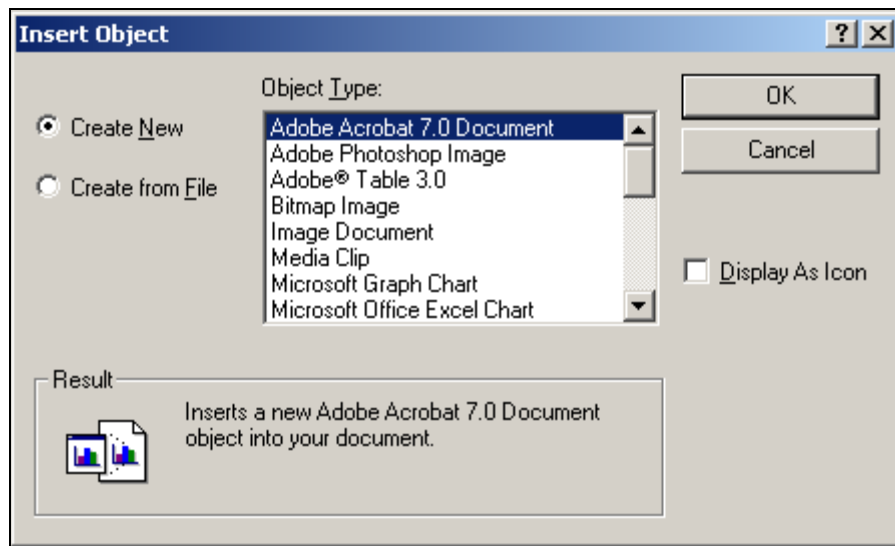 Insert Object
Object Type:
Create New
Create from File
Adobe Acrobat 7.0 Document
Adobe Photoshop Image
Adobe® Table 3.0
Bitmap Image
Image Document
Media Clip
Microsoft Graph Chart
Microsoft Office Excel Chart
OK
Cancel
Display As Icon
Result
Inserts a new Adobe Acrobat 7.0 Document
object into your document.